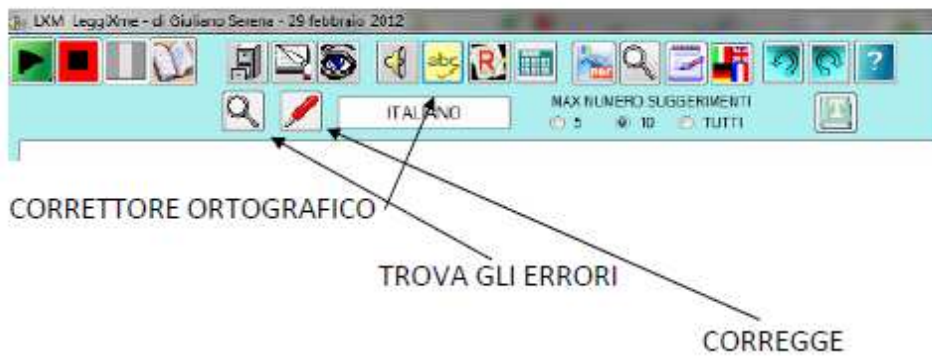 LXM LeggiXme - di Giuliano Serena - 29 febbraio 2012
abc R ?
ITALIANO MAX NUMERO SUGGERIMENTI
5 10 TUTTI
CORRETTORE ORTOGRAFICO
TROVA GLI ERRORI
CORREGGE